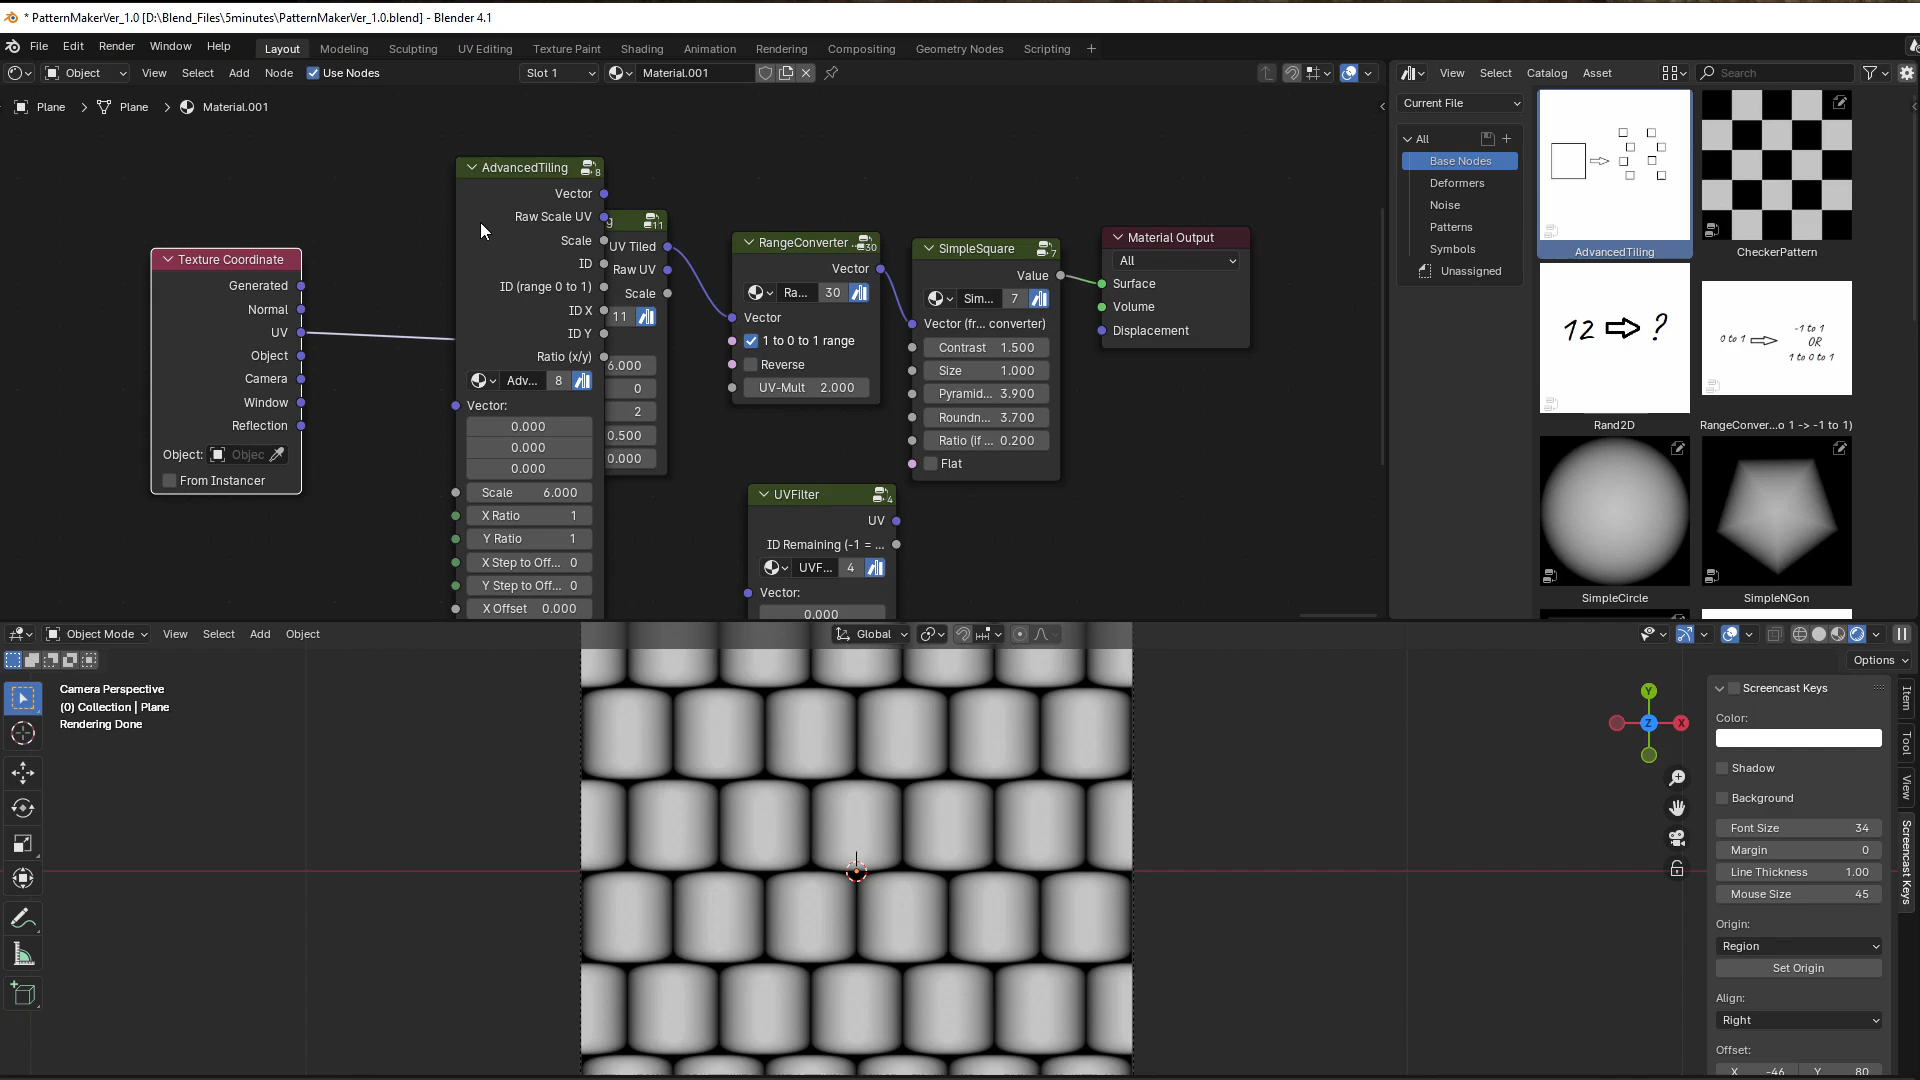 * PatternMakerVer_1.0 [D:\Blend_Files\5minutes\PatternMakerVer_1.0.blend] - Blender 4.1
File Edit Render Window Help Layout Modeling Sculpting UV Editing Texture Paint Shading Animation Rendering Compositing Geometry Nodes Scripting +
Object View Select Add Node Use Nodes Slot 1 Material.001
View Select Catalog Asset Search
Plane > Plane > Material.001
Current File
All
Base Nodes
Deformers
Noise
Patterns
Symbols
Unassigned
AdvancedTiling
CheckerPattern
12 ?
0 to 1
-1 to 1
OR
1 to 0 to 1
Rand2D
RangeConver...o 1 -> -1 to 1)
SimpleCircle
SimpleNGon
Texture Coordinate
Generated
Normal
UV
Object
Camera
Window
Reflection
Object: Objec
From Instancer
AdvancedTiling 8
Vector
Raw Scale UV
Scale
ID
ID (range 0 to 1)
ID X
ID Y
Ratio (x/y)
Adv... 8
Vector:
0.000
0.000
0.000
Scale 6.000
X Ratio 1
Y Ratio 1
X Step to Off... 0
Y Step to Off... 0
X Offset 0.000
g 11
UV Tiled
Raw UV
Scale
11
6.000
0
2
0.500
0.000
RangeConverter ... 30
Vector
Ra... 30
Vector
1 to 0 to 1 range
Reverse
UV-Mult 2.000
SimpleSquare 7
Value
Sim... 7
Vector (fr... converter)
Contrast 1.500
Size 1.000
Pyramid... 3.900
Roundn... 3.700
Ratio (if ... 0.200
Flat
Material Output
All
Surface
Volume
Displacement
UVFilter 4
UV
ID Remaining (-1 = ...
UVF... 4
Vector:
0.000
Object Mode View Select Add Object Global
Options
Camera Perspective
(0) Collection | Plane
Rendering Done
Y
Z
X
Screencast Keys
Color:
Shadow
Background
Font Size 34
Margin 0
Line Thickness 1.00
Mouse Size 45
Origin:
Region
Set Origin
Align:
Right
Offset:
X -46 Y 80
Item
Tool
View
Screencast Keys